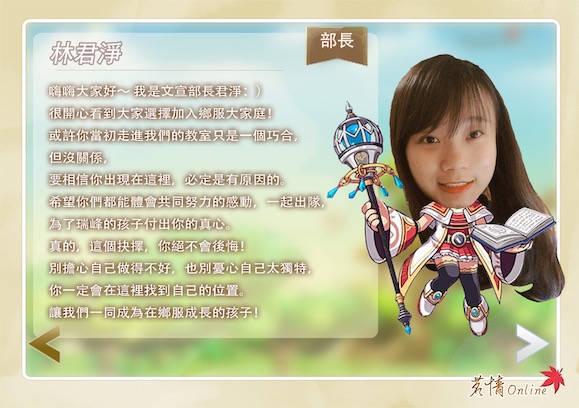 林君淨
部長
嗨嗨大家好～ 我是文宣部長君淨：)
很開心看到大家選擇加入鄉服大家庭！
或許你當初走進我們的教室只是一個巧合，
但沒關係，
要相信你出現在這裡，必定是有原因的。
希望你們都能體會共同努力的感動，一起出隊，
為了瑞峰的孩子付出你的真心。
真的，這個抉擇，你絕不會後悔！
別擔心自己做得不好，也別憂心自己太獨特，
你一定會在這裡找到自己的位置。
讓我們一同成為在鄉服成長的孩子！
茗情Online